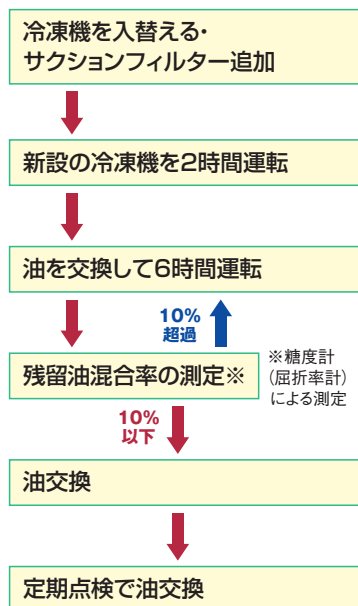 冷凍機を入替える・
サクションフィルター追加
新設の冷凍機を2時間運転
油を交換して6時間運転
10%
超過
残留油混合率の測定※
※糖度計
(屈折率計)
による測定
10%
以下
油交換
定期点検で油交換